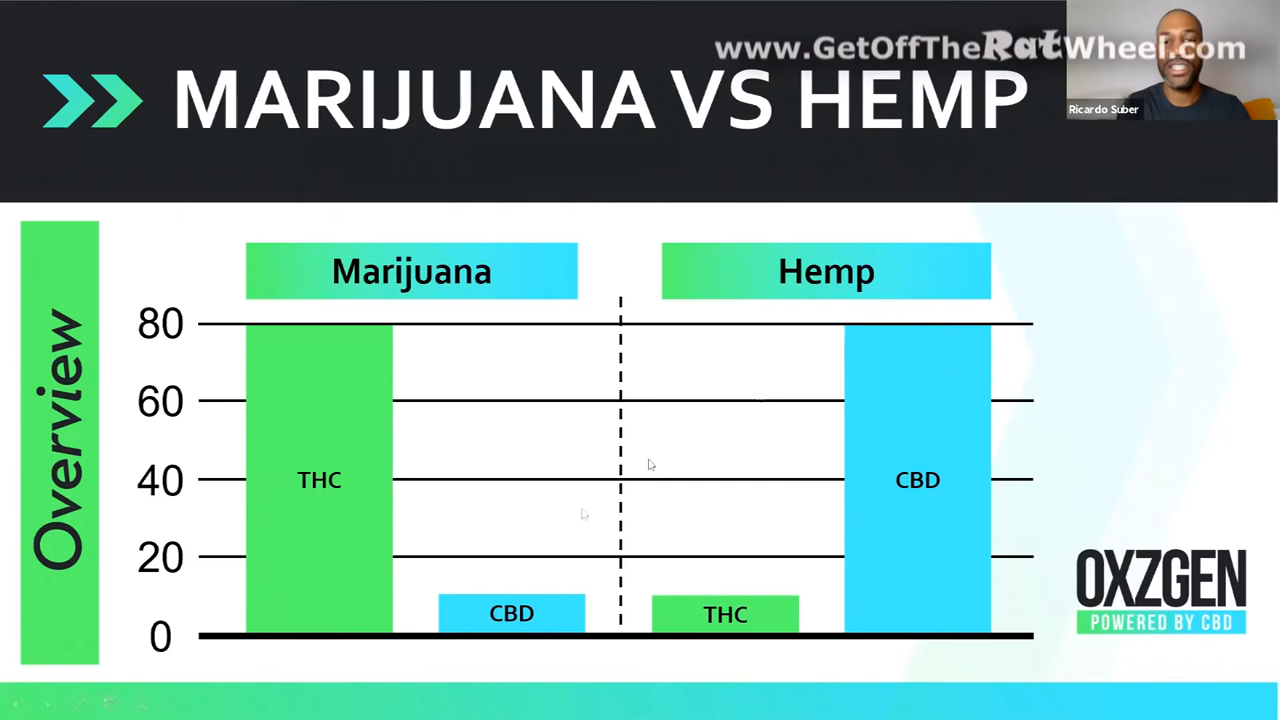 www.GetOffTheRatWheel.com
MARIJUANA VS HEMP
Ricardo Suber
Overview
Marijuana
Hemp
80
60
40
20
0
THC
CBD
THC
CBD
OXZGEN
POWERED BY CBD